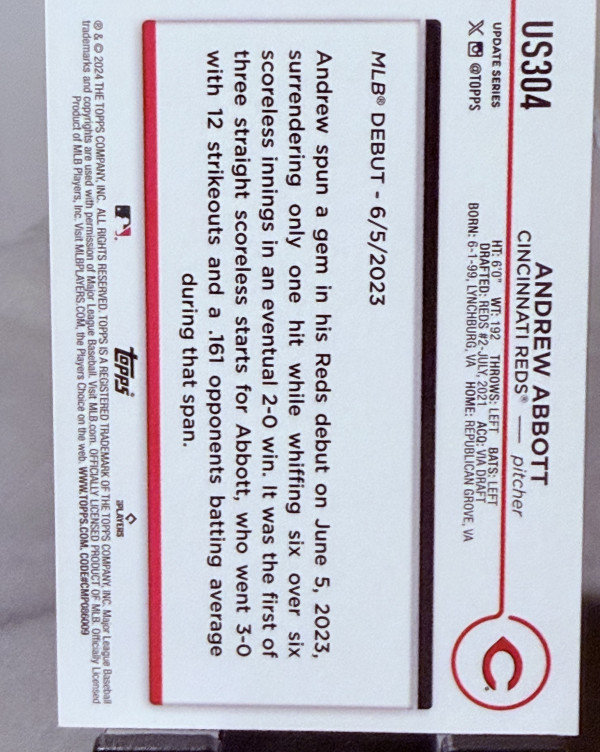 US304
UPDATE SERIES
X @TOPPS
ANDREW ABBOTT
CINCINNATI REDS® — pitcher
HT: 6'0" WT: 192 THROWS: LEFT BATS: LEFT
DRAFTED: REDS #2-JULY, 2021 ACQ: VIA DRAFT
BORN: 6-1-99, LYNCHBURG, VA HOME: REPUBLICAN GROVE, VA
C
MLB® DEBUT - 6/5/2023
Andrew spun a gem in his Reds debut on June 5, 2023,
surrendering only one hit while whiffing six over six
scoreless innings in an eventual 2-0 win. It was the first of
three straight scoreless starts for Abbott, who went 3-0
with 12 strikeouts and a .161 opponents batting average
during that span.
topps
PLAYERS
® & © 2024 THE TOPPS COMPANY, INC. ALL RIGHTS RESERVED. TOPPS IS A REGISTERED TRADEMARK OF THE TOPPS COMPANY, INC. Major League Baseball
trademarks and copyrights are used with permission of Major League Baseball. Visit MLB.com. OFFICIALLY LICENSED PRODUCT OF MLB. Officially Licensed
Product of MLB Players, Inc. Visit MLBPLAYERS.COM, the Players Choice on the web. WWW.TOPPS.COM. CODE#CMP086009